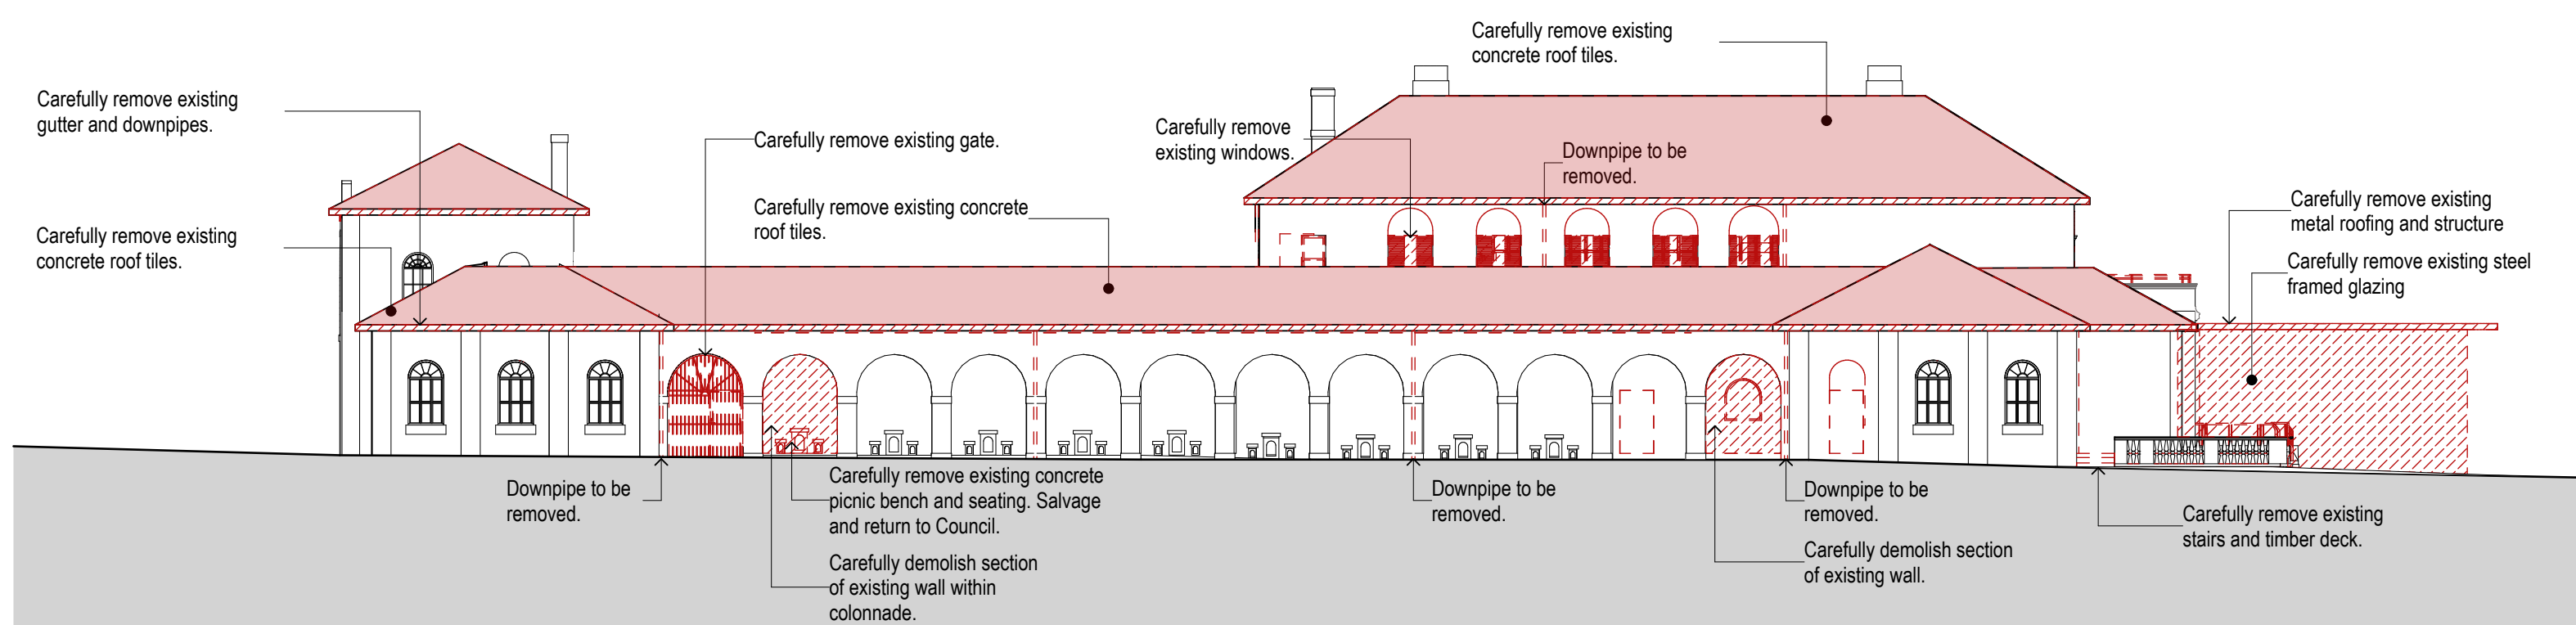 Carefully remove existing
concrete roof tiles.
Carefully remove existing
gutter and downpipes.
Carefully remove existing gate.
Carefully remove
existing windows.
Downpipe to be
removed.
Carefully remove existing concrete
roof tiles.
Carefully remove existing
metal roofing and structure
Carefully remove existing
concrete roof tiles.
Carefully remove existing steel
framed glazing
Downpipe to be
removed.
Carefully remove existing concrete
picnic bench and seating. Salvage
and return to Council.
Carefully demolish section
of existing wall within
colonnade.
Downpipe to be
removed.
Downpipe to be
removed.
Carefully demolish section
of existing wall.
Carefully remove existing
stairs and timber deck.